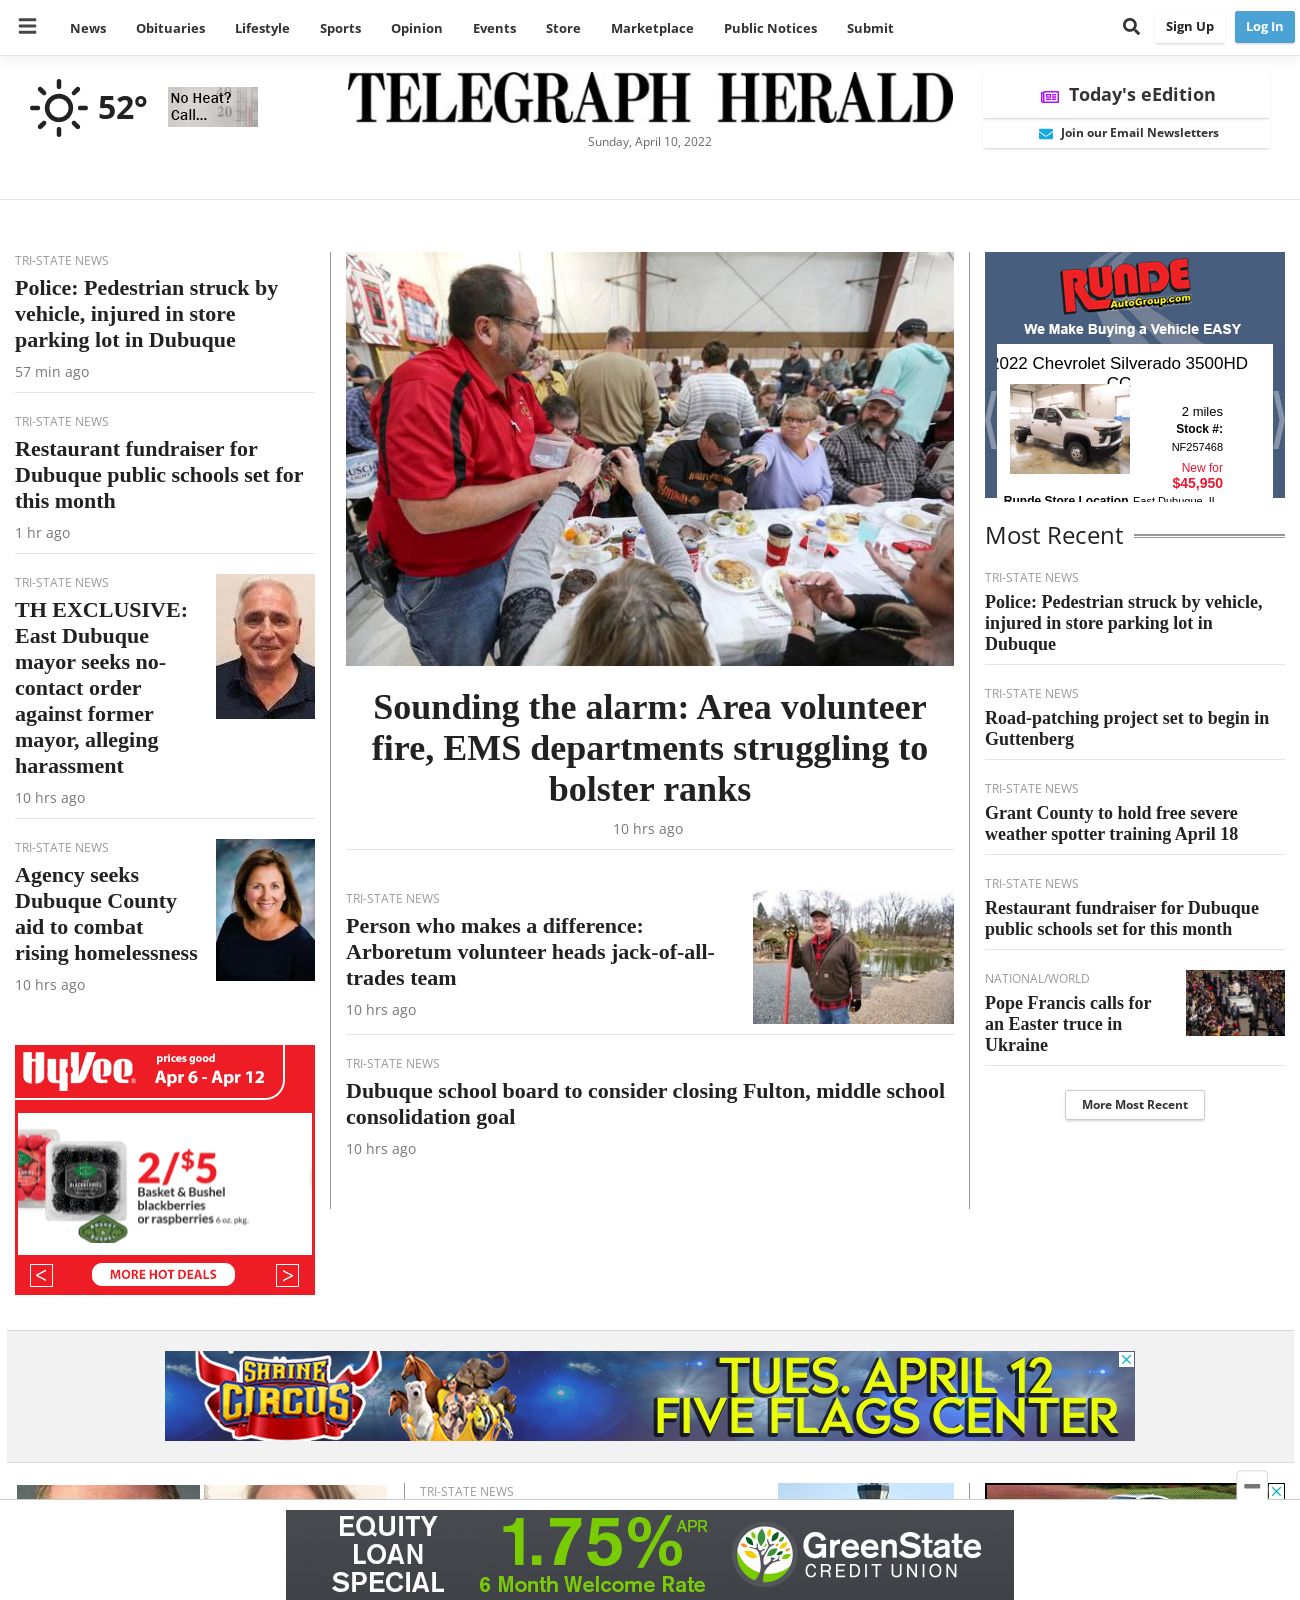 News Obituaries Lifestyle Sports Opinion Events Store Marketplace Public Notices Submit Sign Up Log In
52°
No Heat?
Call...
TELEGRAPH HERALD
Sunday, April 10, 2022
Today's eEdition
Join our Email Newsletters
TRI-STATE NEWS
Police: Pedestrian struck by
vehicle, injured in store
parking lot in Dubuque
57 min ago
TRI-STATE NEWS
Restaurant fundraiser for
Dubuque public schools set for
this month
1 hr ago
TRI-STATE NEWS
TH EXCLUSIVE:
East Dubuque
mayor seeks no-
contact order
against former
mayor, alleging
harassment
10 hrs ago
TRI-STATE NEWS
Agency seeks
Dubuque County
aid to combat
rising homelessness
10 hrs ago
HyVee
prices good
Apr 6 - Apr 12
2/$5
Basket & Bushel
blackberries
or raspberries 6 oz. pkg.
< MORE HOT DEALS >
Sounding the alarm: Area volunteer
fire, EMS departments struggling to
bolster ranks
10 hrs ago
TRI-STATE NEWS
Person who makes a difference:
Arboretum volunteer heads jack-of-all-
trades team
10 hrs ago
TRI-STATE NEWS
Dubuque school board to consider closing Fulton, middle school
consolidation goal
10 hrs ago
RUNDE
AutoGroup.com
We Make Buying a Vehicle EASY
2022 Chevrolet Silverado 3500HD
CC
2 miles
Stock #:
NF257468
New for
$45,950
Runde Store Location East Dubuque, IL
Most Recent
TRI-STATE NEWS
Police: Pedestrian struck by vehicle,
injured in store parking lot in
Dubuque
TRI-STATE NEWS
Road-patching project set to begin in
Guttenberg
TRI-STATE NEWS
Grant County to hold free severe
weather spotter training April 18
TRI-STATE NEWS
Restaurant fundraiser for Dubuque
public schools set for this month
NATIONAL/WORLD
Pope Francis calls for
an Easter truce in
Ukraine
More Most Recent
SHRINE
CIRCUS
TUES. APRIL 12
FIVE FLAGS CENTER
TRI-STATE NEWS
EQUITY
LOAN
SPECIAL
1.75% APR
6 Month Welcome Rate
GreenState
CREDIT UNION